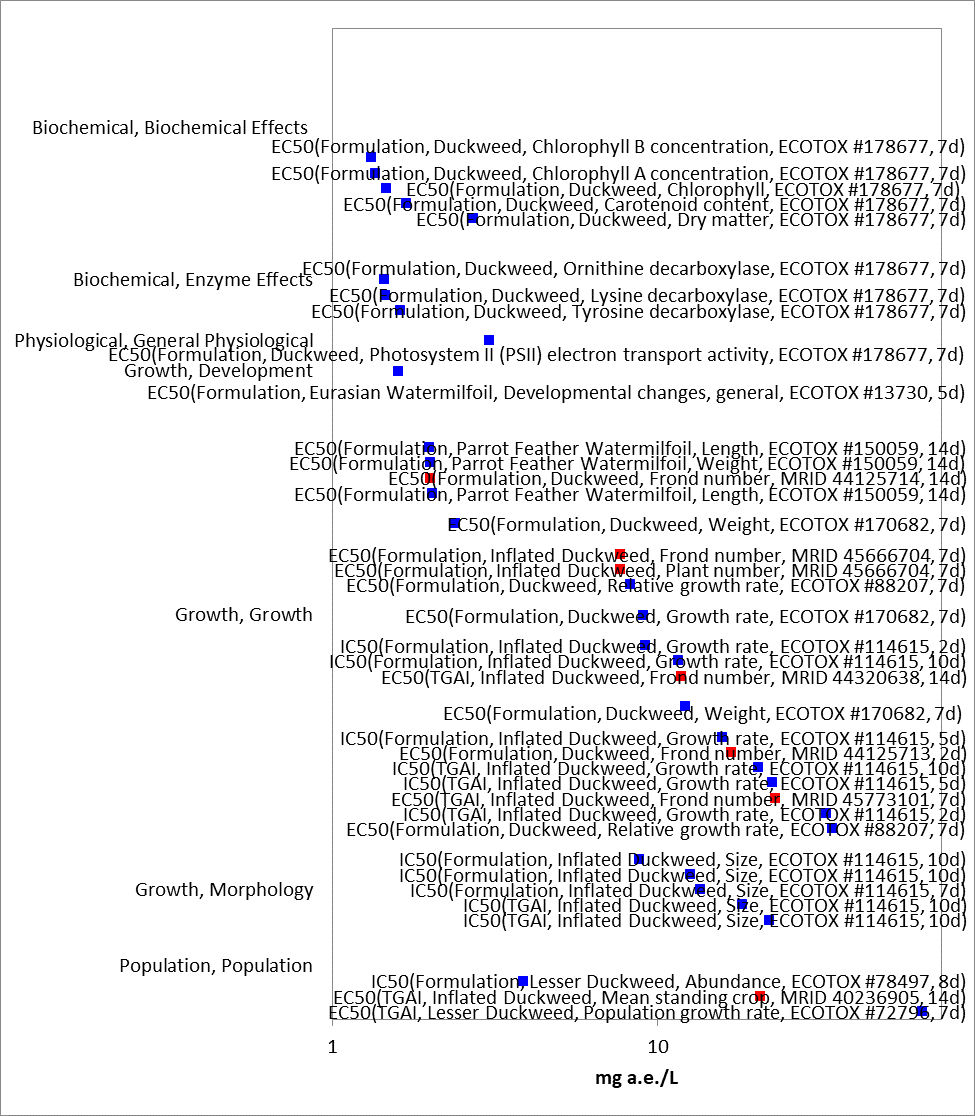 Biochemical, Biochemical Effects
EC50(Formulation, Duckweed, Chlorophyll B concentration, ECOTOX #178677, 7d)
EC50(Formulation, Duckweed, Chlorophyll A concentration, ECOTOX #178677, 7d)
EC50(Formulation, Duckweed, Chlorophyll, ECOTOX #178677, 7d)
EC50(Formulation, Duckweed, Carotenoid content, ECOTOX #178677, 7d)
EC50(Formulation, Duckweed, Dry matter, ECOTOX #178677, 7d)
EC50(Formulation, Duckweed, Ornithine decarboxylase, ECOTOX #178677, 7d)
Biochemical, Enzyme Effects
EC50(Formulation, Duckweed, Lysine decarboxylase, ECOTOX #178677, 7d)
EC50(Formulation, Duckweed, Tyrosine decarboxylase, ECOTOX #178677, 7d)
Physiological, General Physiological
EC50(Formulation, Duckweed, Photosystem II (PSII) electron transport activity, ECOTOX #178677, 7d)
Growth, Development
EC50(Formulation, Eurasian Watermilfoil, Developmental changes, general, ECOTOX #13730, 5d)
EC50(Formulation, Parrot Feather Watermilfoil, Length, ECOTOX #150059, 14d)
EC50(Formulation, Parrot Feather Watermilfoil, Weight, ECOTOX #150059, 14d)
EC50(Formulation, Duckweed, Frond number, MRID 44125714, 14d)
EC50(Formulation, Parrot Feather Watermilfoil, Length, ECOTOX #150059, 14d)
EC50(Formulation, Duckweed, Weight, ECOTOX #170682, 7d)
EC50(Formulation, Inflated Duckweed, Frond number, MRID 45666704, 7d)
EC50(Formulation, Inflated Duckweed, Plant number, MRID 45666704, 7d)
EC50(Formulation, Duckweed, Relative growth rate, ECOTOX #88207, 7d)
Growth, Growth
EC50(Formulation, Duckweed, Growth rate, ECOTOX #170682, 7d)
IC50(Formulation, Inflated Duckweed, Growth rate, ECOTOX #114615, 2d)
IC50(Formulation, Inflated Duckweed, Growth rate, ECOTOX #114615, 10d)
EC50(TGAI, Inflated Duckweed, Frond number, MRID 44320638, 14d)
EC50(Formulation, Duckweed, Weight, ECOTOX #170682, 7d)
IC50(Formulation, Inflated Duckweed, Growth rate, ECOTOX #114615, 5d)
EC50(Formulation, Duckweed, Frond number, MRID 44125713, 2d)
IC50(TGAI, Inflated Duckweed, Growth rate, ECOTOX #114615, 10d)
IC50(TGAI, Inflated Duckweed, Growth rate, ECOTOX #114615, 5d)
EC50(TGAI, Inflated Duckweed, Frond number, MRID 45773101, 7d)
IC50(TGAI, Inflated Duckweed, Growth rate, ECOTOX #114615, 2d)
EC50(Formulation, Duckweed, Relative growth rate, ECOTOX #88207, 7d)
IC50(Formulation, Inflated Duckweed, Size, ECOTOX #114615, 10d)
IC50(Formulation, Inflated Duckweed, Size, ECOTOX #114615, 10d)
Growth, Morphology
IC50(Formulation, Inflated Duckweed, Size, ECOTOX #114615, 7d)
IC50(TGAI, Inflated Duckweed, Size, ECOTOX #114615, 10d)
IC50(TGAI, Inflated Duckweed, Size, ECOTOX #114615, 10d)
Population, Population
IC50(Formulation, Lesser Duckweed, Abundance, ECOTOX #78497, 8d)
EC50(TGAI, Inflated Duckweed, Mean standing crop, MRID 40236905, 14d)
EC50(TGAI, Lesser Duckweed, Population growth rate, ECOTOX #72796, 7d)
1
10
mg a.e./L